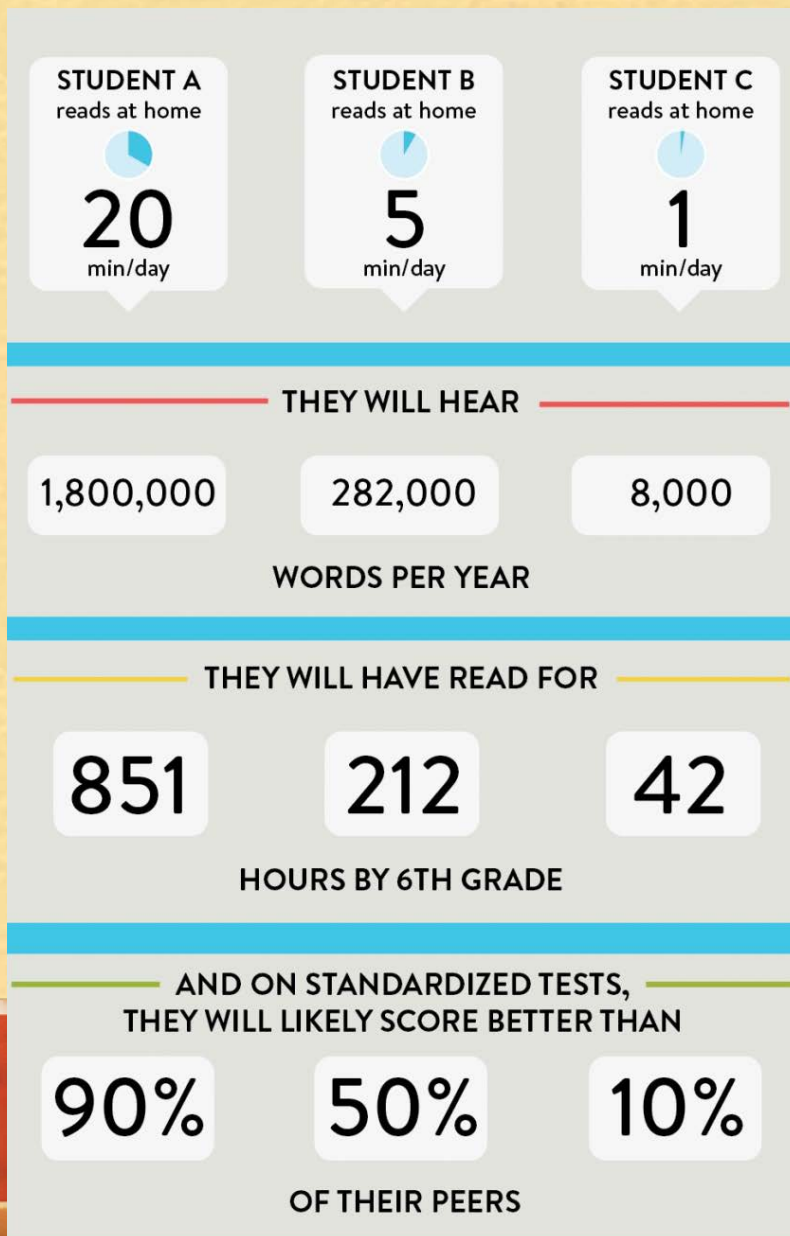 STUDENT A
reads at home
20
min/day
STUDENT B
reads at home
5
min/day
STUDENT C
reads at home
1
min/day
THEY WILL HEAR
1,800,000
282,000
8,000
WORDS PER YEAR
THEY WILL HAVE READ FOR
851
212
42
HOURS BY 6TH GRADE
AND ON STANDARDIZED TESTS,
THEY WILL LIKELY SCORE BETTER THAN
90%
50%
10%
OF THEIR PEERS